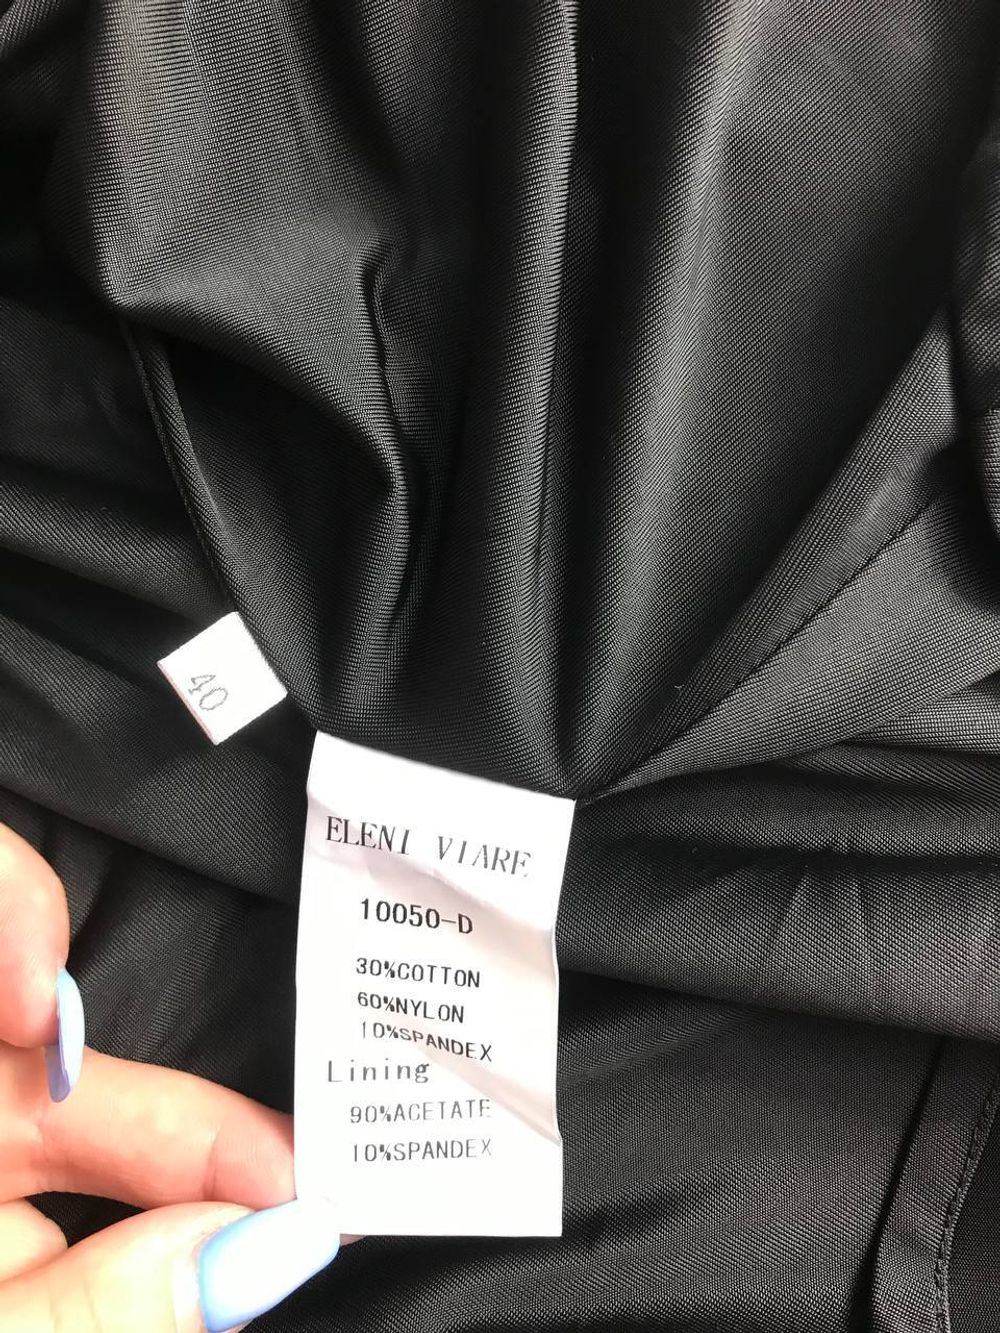 40
ELENI VIARE
10050-D
30%COTTON
60%NYLON
10%SPANDEX
Lining
90%ACETATE
10%SPANDEX